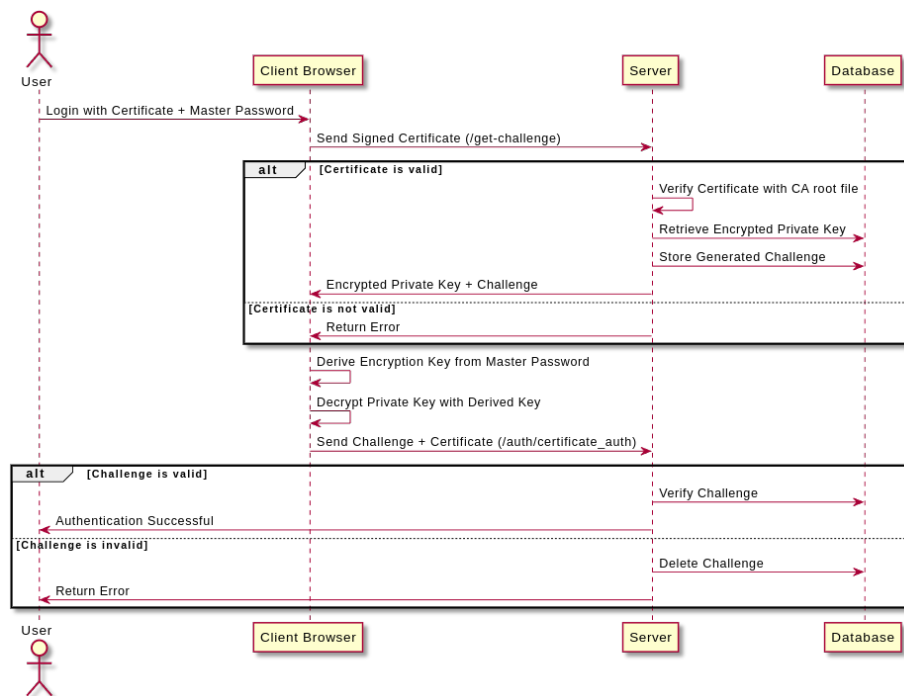 User
Client Browser
Server
Database
Login with Certificate + Master Password
Send Signed Certificate (/get-challenge)
alt
[Certificate is valid]
Verify Certificate with CA root file
Retrieve Encrypted Private Key
Store Generated Challenge
Encrypted Private Key + Challenge
[Certificate is not valid]
Return Error
Derive Encryption Key from Master Password
Decrypt Private Key with Derived Key
Send Challenge + Certificate (/auth/certificate_auth)
alt
[Challenge is valid]
Verify Challenge
Authentication Successful
[Challenge is invalid]
Delete Challenge
Return Error
User
Client Browser
Server
Database